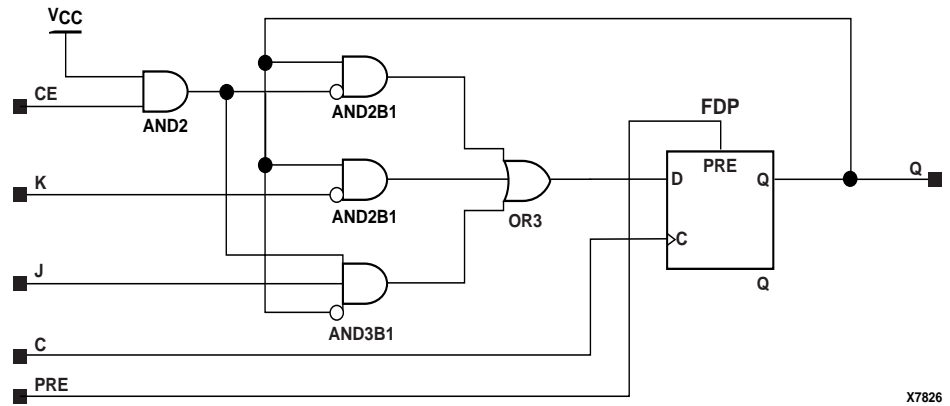 VCC
CE
AND2
AND2B1
K
AND2B1
J
AND3B1
OR3
FDP
PRE
D
Q
C
Q
Q
C
PRE
X7826